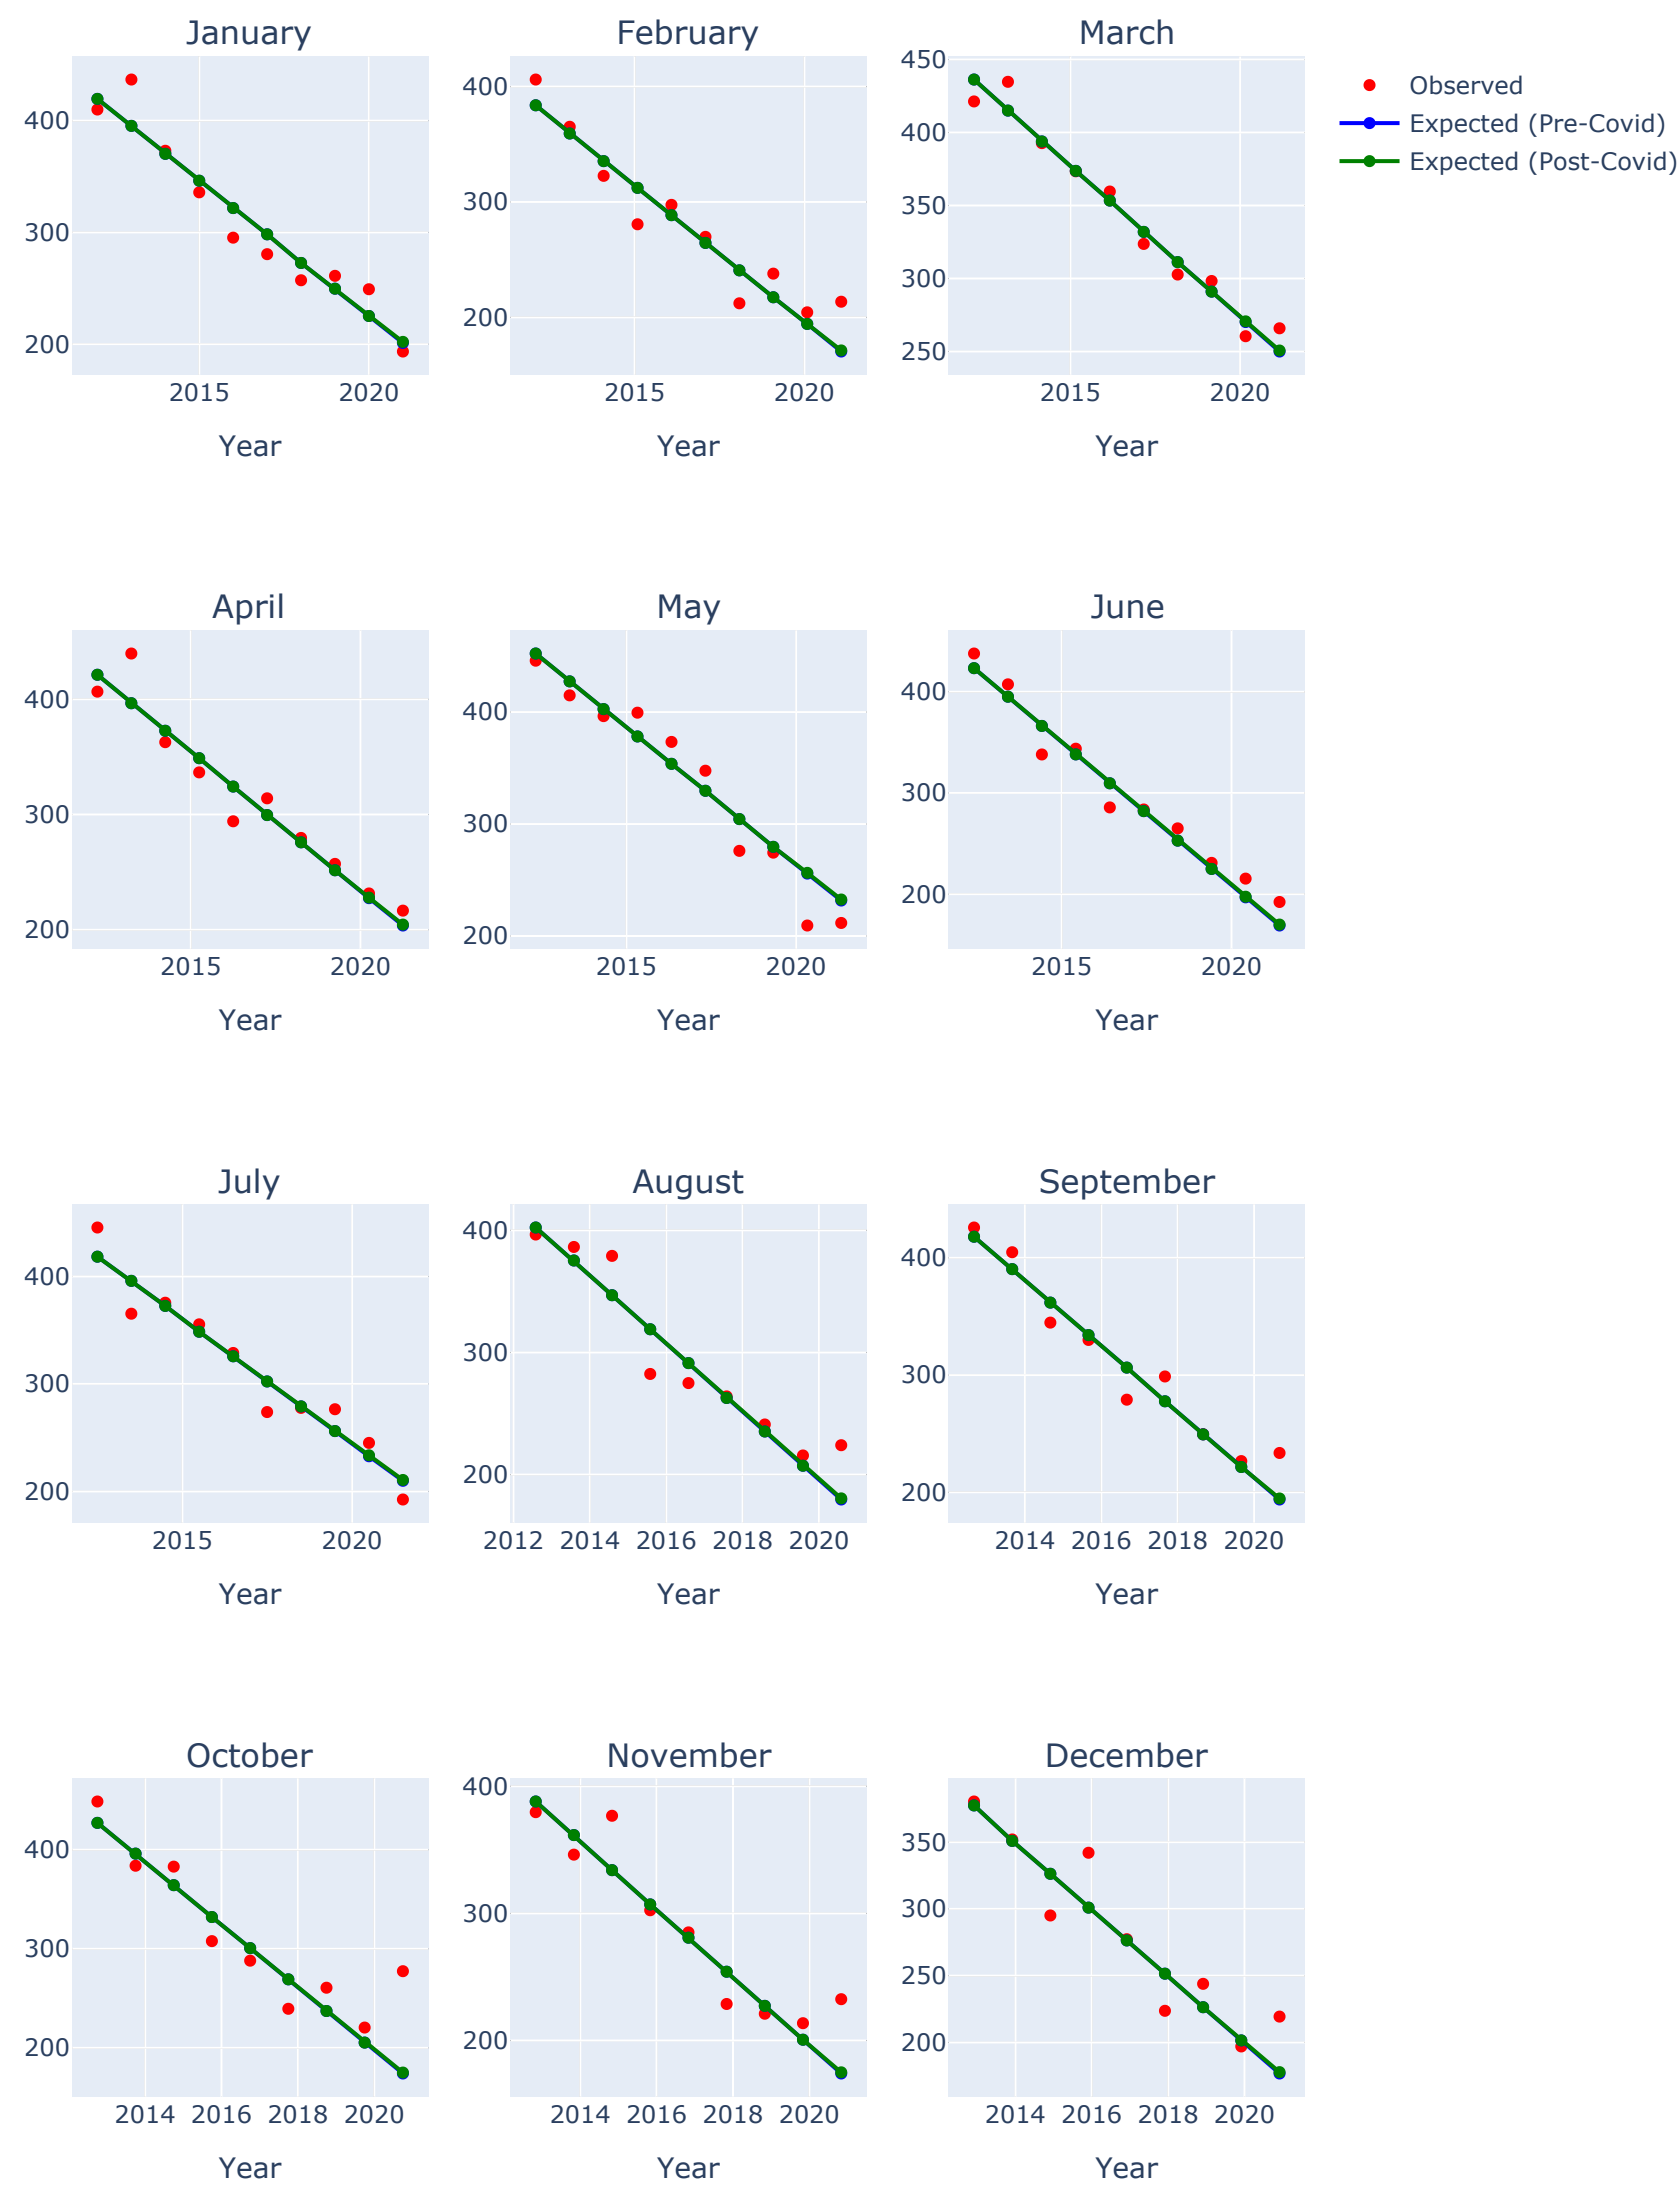 January
February
March
400
300
200
2015
2020
Year
400
300
200
2015
2020
Year
450
400
350
300
250
2015
2020
Year
Observed
Expected (Pre-Covid)
Expected (Post-Covid)
April
May
June
400
300
200
2015
2020
Year
400
300
200
2015
2020
Year
400
300
200
2015
2020
Year
July
August
September
400
300
200
2015
2020
Year
400
300
200
2012
2014
2016
2018
2020
Year
400
300
200
2014
2016
2018
2020
Year
October
November
December
400
300
200
2014
2016
2018
2020
Year
400
300
200
2014
2016
2018
2020
Year
350
300
250
200
2014
2016
2018
2020
Year